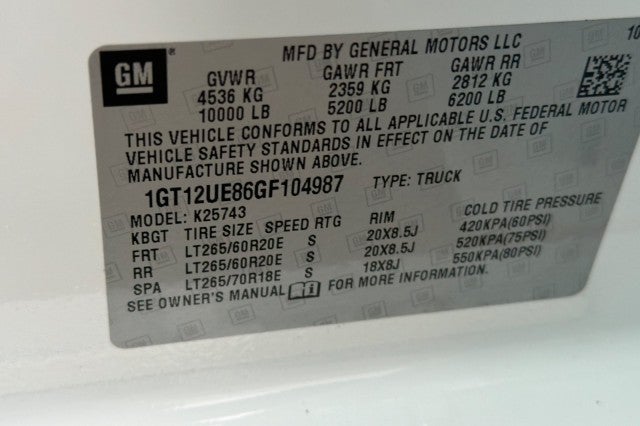 GM
MFD BY GENERAL MOTORS LLC 10
GVWR GAWR FRT GAWR RR
4536 KG 2359 KG 2812 KG
10000 LB 5200 LB 6200 LB
THIS VEHICLE CONFORMS TO ALL APPLICABLE U.S. FEDERAL MOTOR
VEHICLE SAFETY STANDARDS IN EFFECT ON THE DATE OF
MANUFACTURE SHOWN ABOVE.
1GT12UE86GF104987 TYPE: TRUCK
MODEL: K25743
KBGT TIRE SIZE SPEED RTG RIM COLD TIRE PRESSURE
FRT LT265/60R20E S 20X8.5J 420KPA(60PSI)
RR LT265/60R20E S 20X8.5J 520KPA(75PSI)
SPA LT265/70R18E S 18X8J 550KPA(80PSI)
SEE OWNER'S MANUAL FOR MORE INFORMATION.